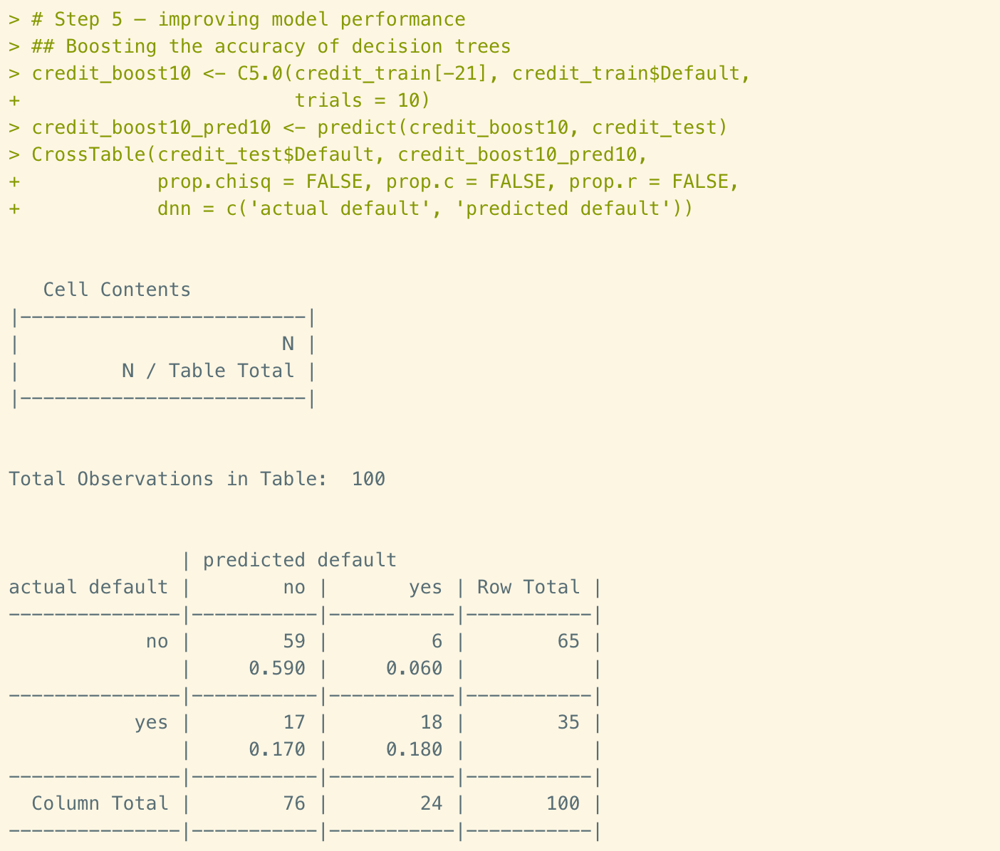 > # Step 5 – improving model performance
> ## Boosting the accuracy of decision trees
> credit_boost10 <- C5.0(credit_train[-21], credit_train$Default,
+                        trials = 10)
> credit_boost10_pred10 <- predict(credit_boost10, credit_test)
> CrossTable(credit_test$Default, credit_boost10_pred10,
+            prop.chisq = FALSE, prop.c = FALSE, prop.r = FALSE,
+            dnn = c('actual default', 'predicted default'))
   Cell Contents
|-------------------------|
|                       N |
|         N / Table Total |
|-------------------------|
Total Observations in Table:  100
               | predicted default
actual default |        no |       yes | Row Total |
---------------|-----------|-----------|-----------|
            no |        59 |         6 |        65 |
               |     0.590 |     0.060 |           |
---------------|-----------|-----------|-----------|
           yes |        17 |        18 |        35 |
               |     0.170 |     0.180 |           |
---------------|-----------|-----------|-----------|
  Column Total |        76 |        24 |       100 |
---------------|-----------|-----------|-----------|